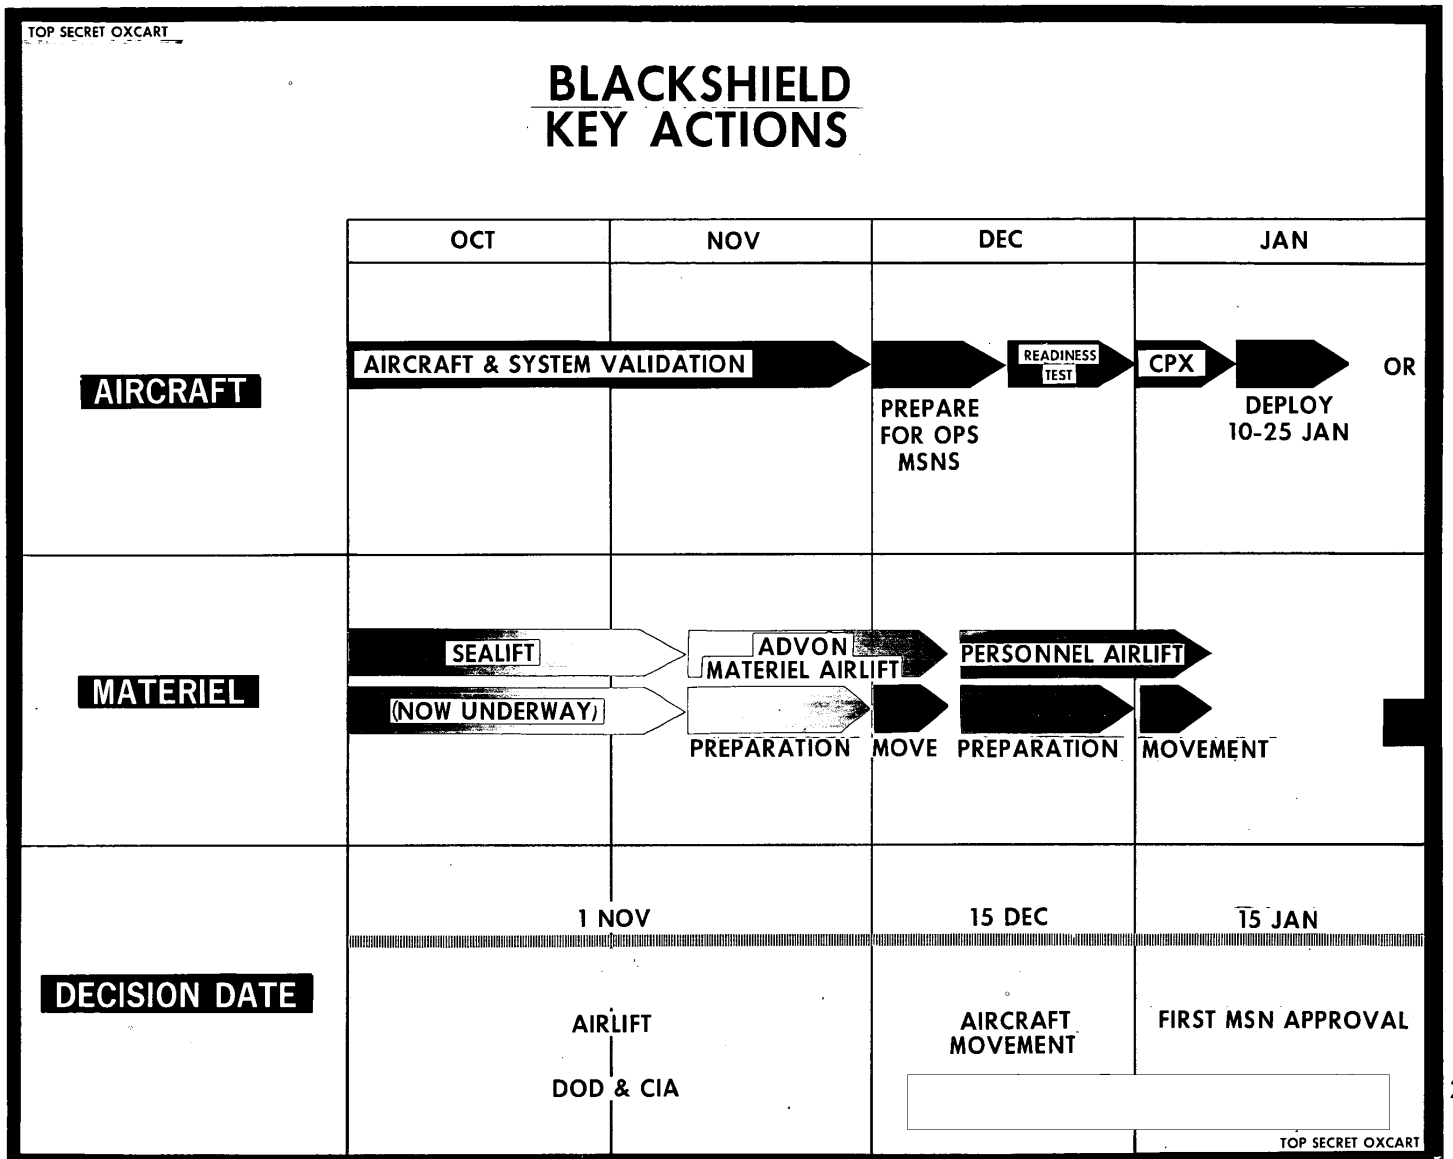 TOP SECRET OXCART
BLACKSHIELD
KEY ACTIONS
OCT NOV DEC JAN
AIRCRAFT
AIRCRAFT & SYSTEM VALIDATION
READINESS
TEST
CPX
OR
PREPARE
FOR OPS
MSNS
DEPLOY
10-25 JAN
MATERIEL
SEALIFT
(NOW UNDERWAY)
ADVON
MATERIEL AIRLIFT
PERSONNEL AIRLIFT
PREPARATION MOVE PREPARATION MOVEMENT
DECISION DATE
1 NOV 15 DEC 15 JAN
AIRLIFT
DOD & CIA
AIRCRAFT
MOVEMENT
FIRST MSN APPROVAL
TOP SECRET OXCART